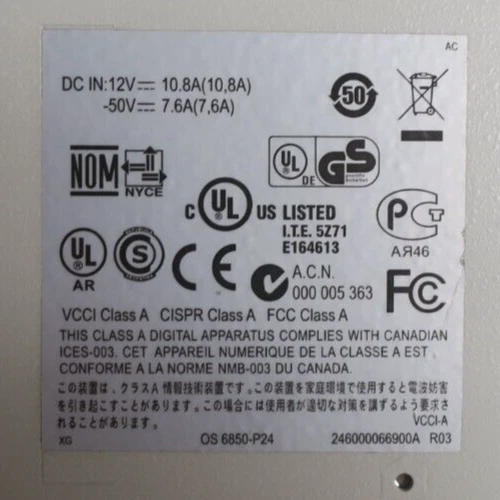 AC
DC IN:12V⎓ 10.8A(10,8A)
-50V⎓ 7.6A(7,6A)
50
UL DE GS
geprüfte Sicherheit
NOM NYCE
c UL US LISTED
I.T.E. 5Z71
E164613
PCT
АЯ46
UL
AR
S
CE
A.C.N.
000 005 363
FC
VCCI Class A CISPR Class A FCC Class A
THIS CLASS A DIGITAL APPARATUS COMPLIES WITH CANADIAN
ICES-003. CET APPAREIL NUMERIQUE DE LA CLASSE A EST
CONFORME A LA NORME NMB-003 DU CANADA.
この装置は、クラスA 情報技術装置です。この装置を家庭環境で使用すると電波妨害
を引き起こすことがあります。この場合には使用者が適切な対策を講ずるよう要求さ
れることがあります。
VCCI-A
XG OS 6850-P24 246000066900A R03